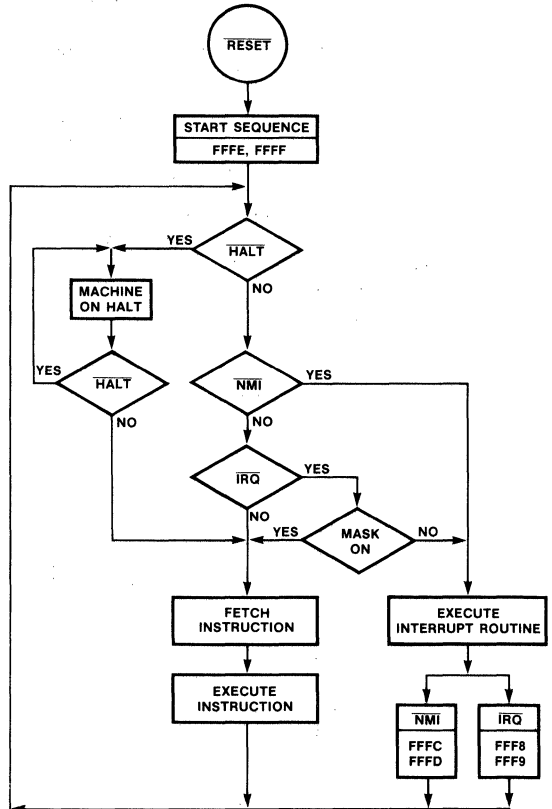 RESET
START SEQUENCE
FFFE, FFFF
YES
HALT
NO
MACHINE
ON HALT
YES
HALT
NO
NMI
YES
NO
IRQ
YES
NO
YES
MASK
ON
NO
FETCH
INSTRUCTION
EXECUTE
INTERRUPT ROUTINE
EXECUTE
INSTRUCTION
NMI
FFFC
FFFD
IRQ
FFF8
FFF9